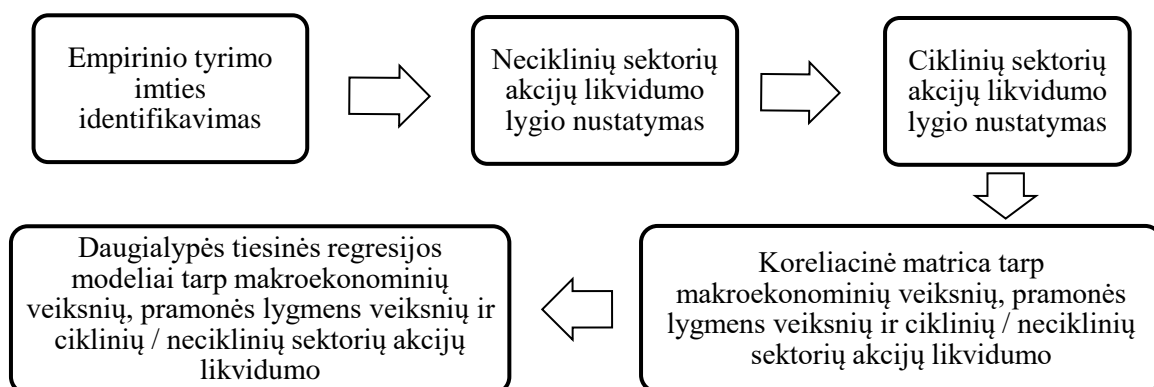 Empirinio tyrimo
imties
identifikavimas
Neciklinių sektorių
akcijų likvidumo
lygio nustatymas
Ciklinių sektorių
akcijų likvidumo
lygio nustatymas
Koreliacinė matrica tarp
makroekonominių veiksnių, pramonės
lygmens veiksnių ir ciklinių / neciklinių
sektorių akcijų likvidumo
Daugialypės tiesinės regresijos
modeliai tarp makroekonominių
veiksnių, pramonės lygmens veiksnių ir
ciklinių / neciklinių sektorių akcijų
likvidumo